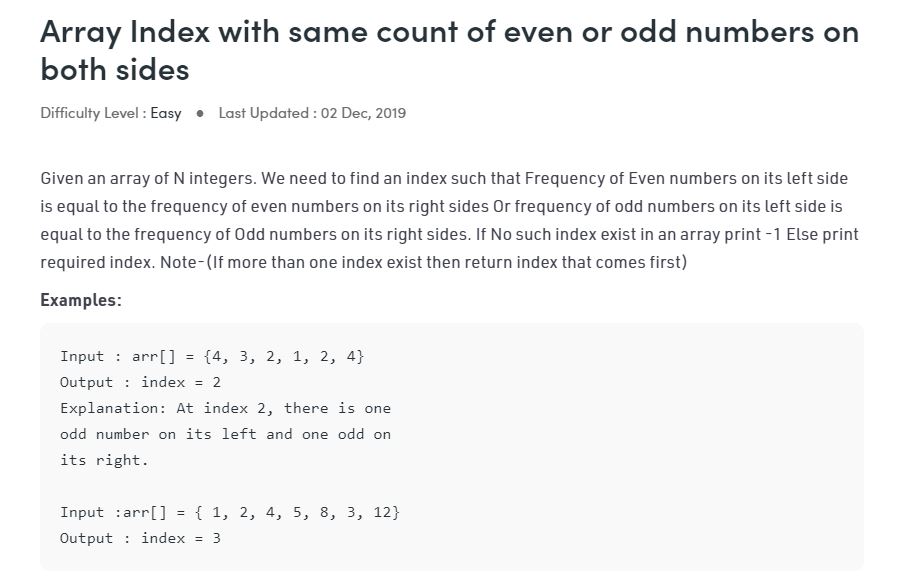 Array Index with same count of even or odd numbers on
both sides
Difficulty Level : Easy ● Last Updated : 02 Dec, 2019
Given an array of N integers. We need to find an index such that Frequency of Even numbers on its left side
is equal to the frequency of even numbers on its right sides Or frequency of odd numbers on its left side is
equal to the frequency of Odd numbers on its right sides. If No such index exist in an array print -1 Else print
required index. Note-(If more than one index exist then return index that comes first)
Examples:
Input : arr[] = {4, 3, 2, 1, 2, 4}
Output : index = 2
Explanation: At index 2, there is one
odd number on its left and one odd on
its right.
Input :arr[] = { 1, 2, 4, 5, 8, 3, 12}
Output : index = 3